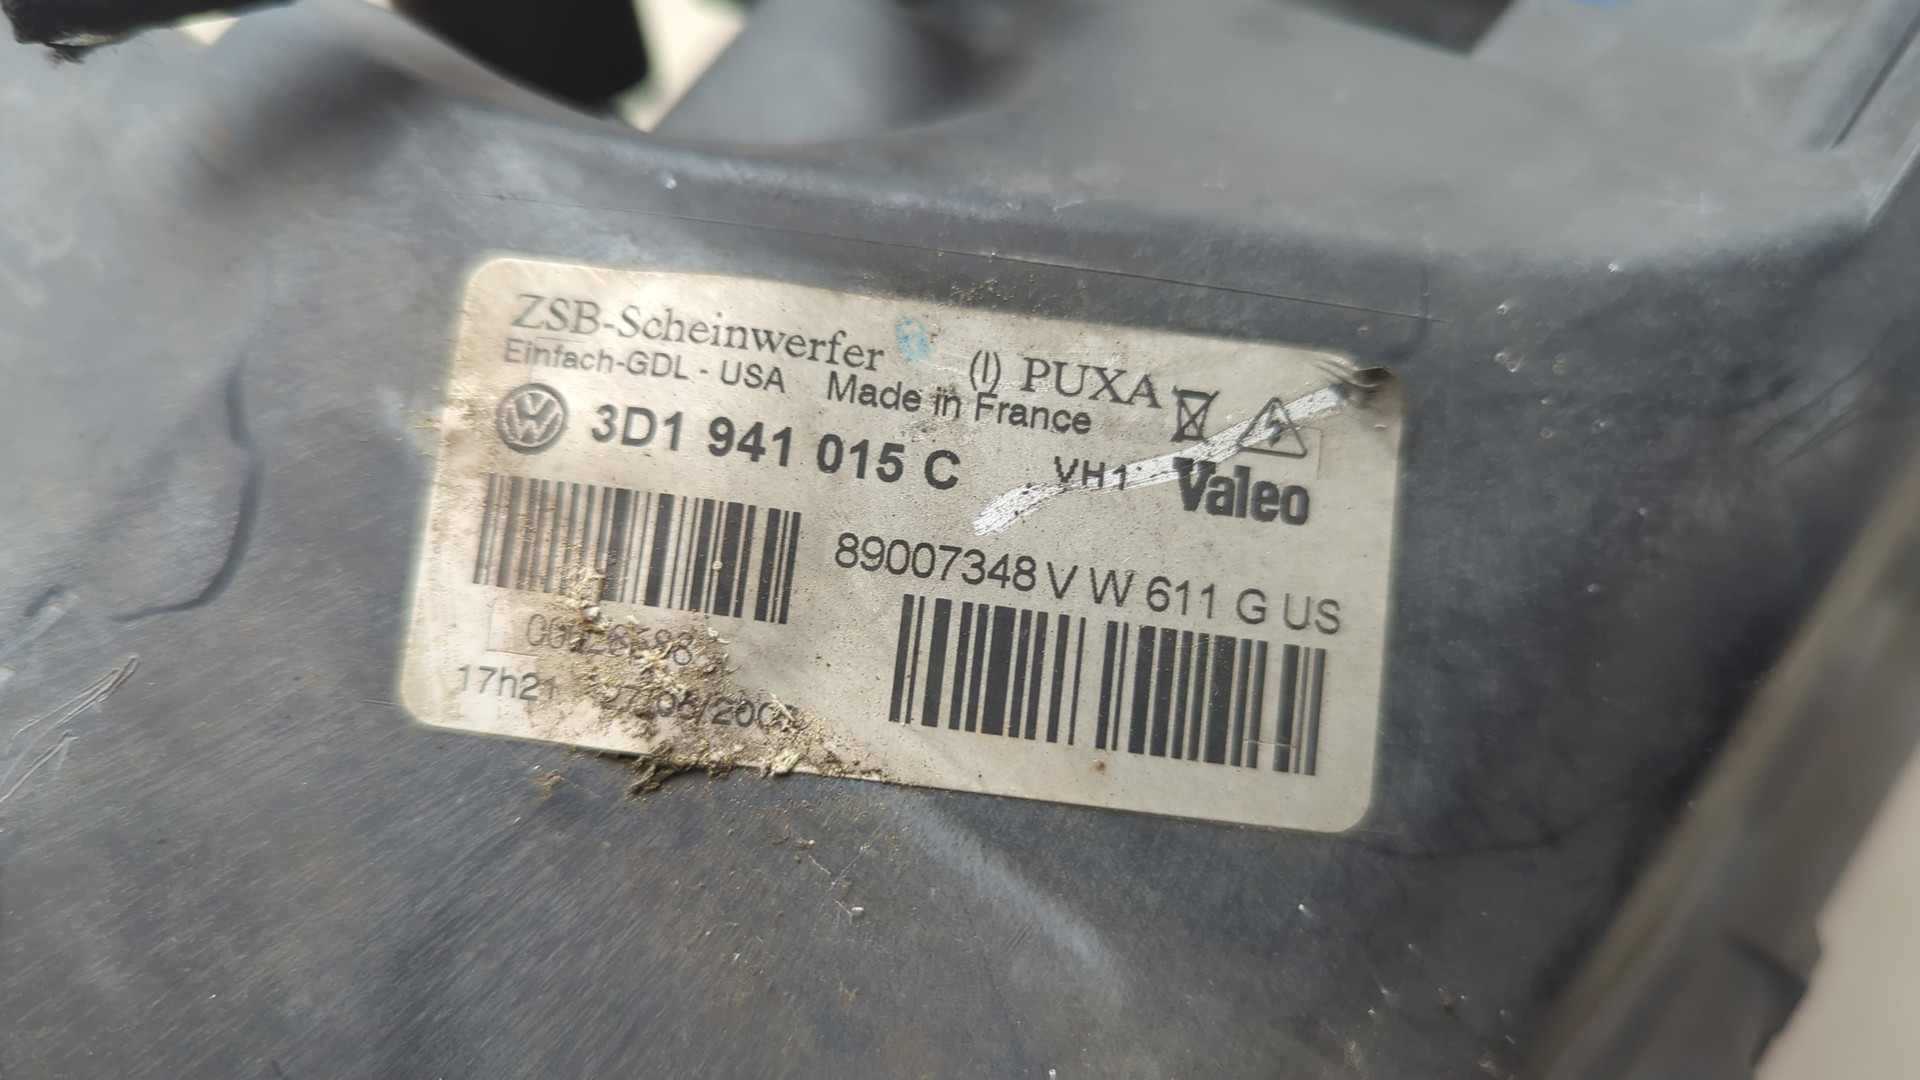 ZSB-Scheinwerfer (l) PUXA
Einfach-GDL - USA Made in France
3D1 941 015 C VH1 Valeo
89007348 V W 611 G US
17h21